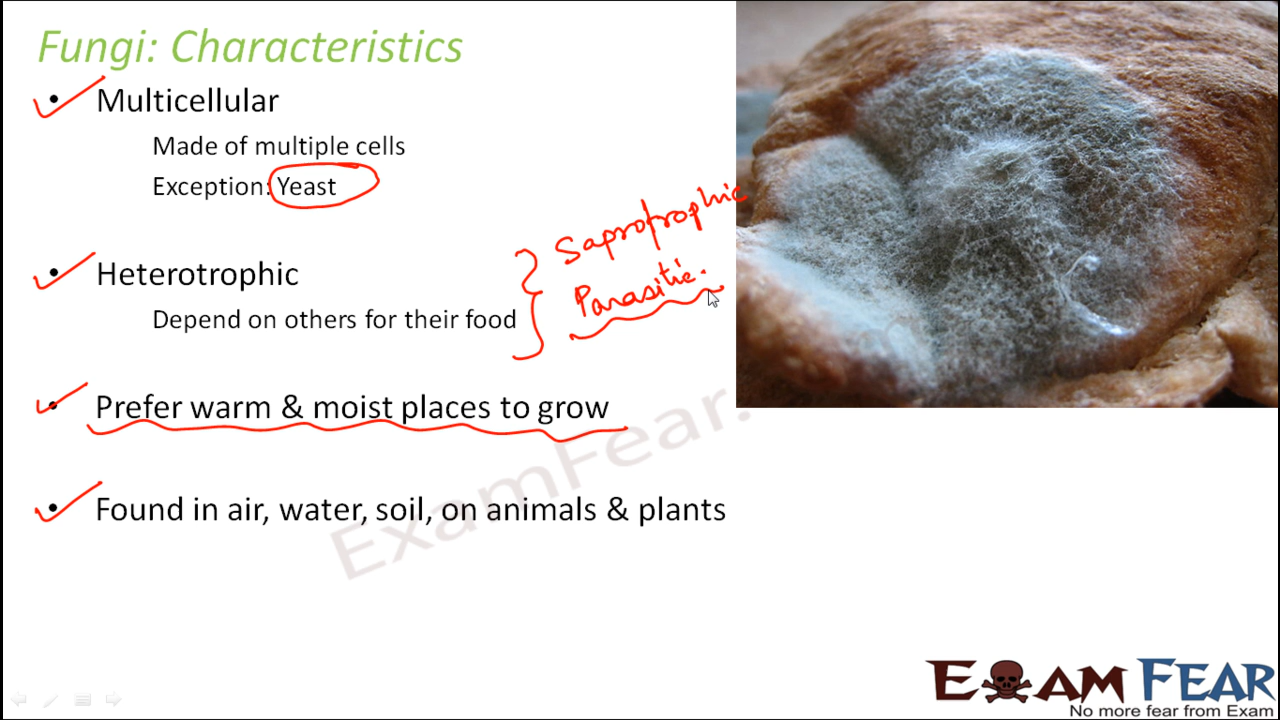 Fungi: Characteristics
• Multicellular
Made of multiple cells
Exception: Yeast
Saprotrophic
Parasitic.
• Heterotrophic
Depend on others for their food
• Prefer warm & moist places to grow
• Found in air, water, soil, on animals & plants
ExamFear.
EXAM FEAR
No more fear from Exam